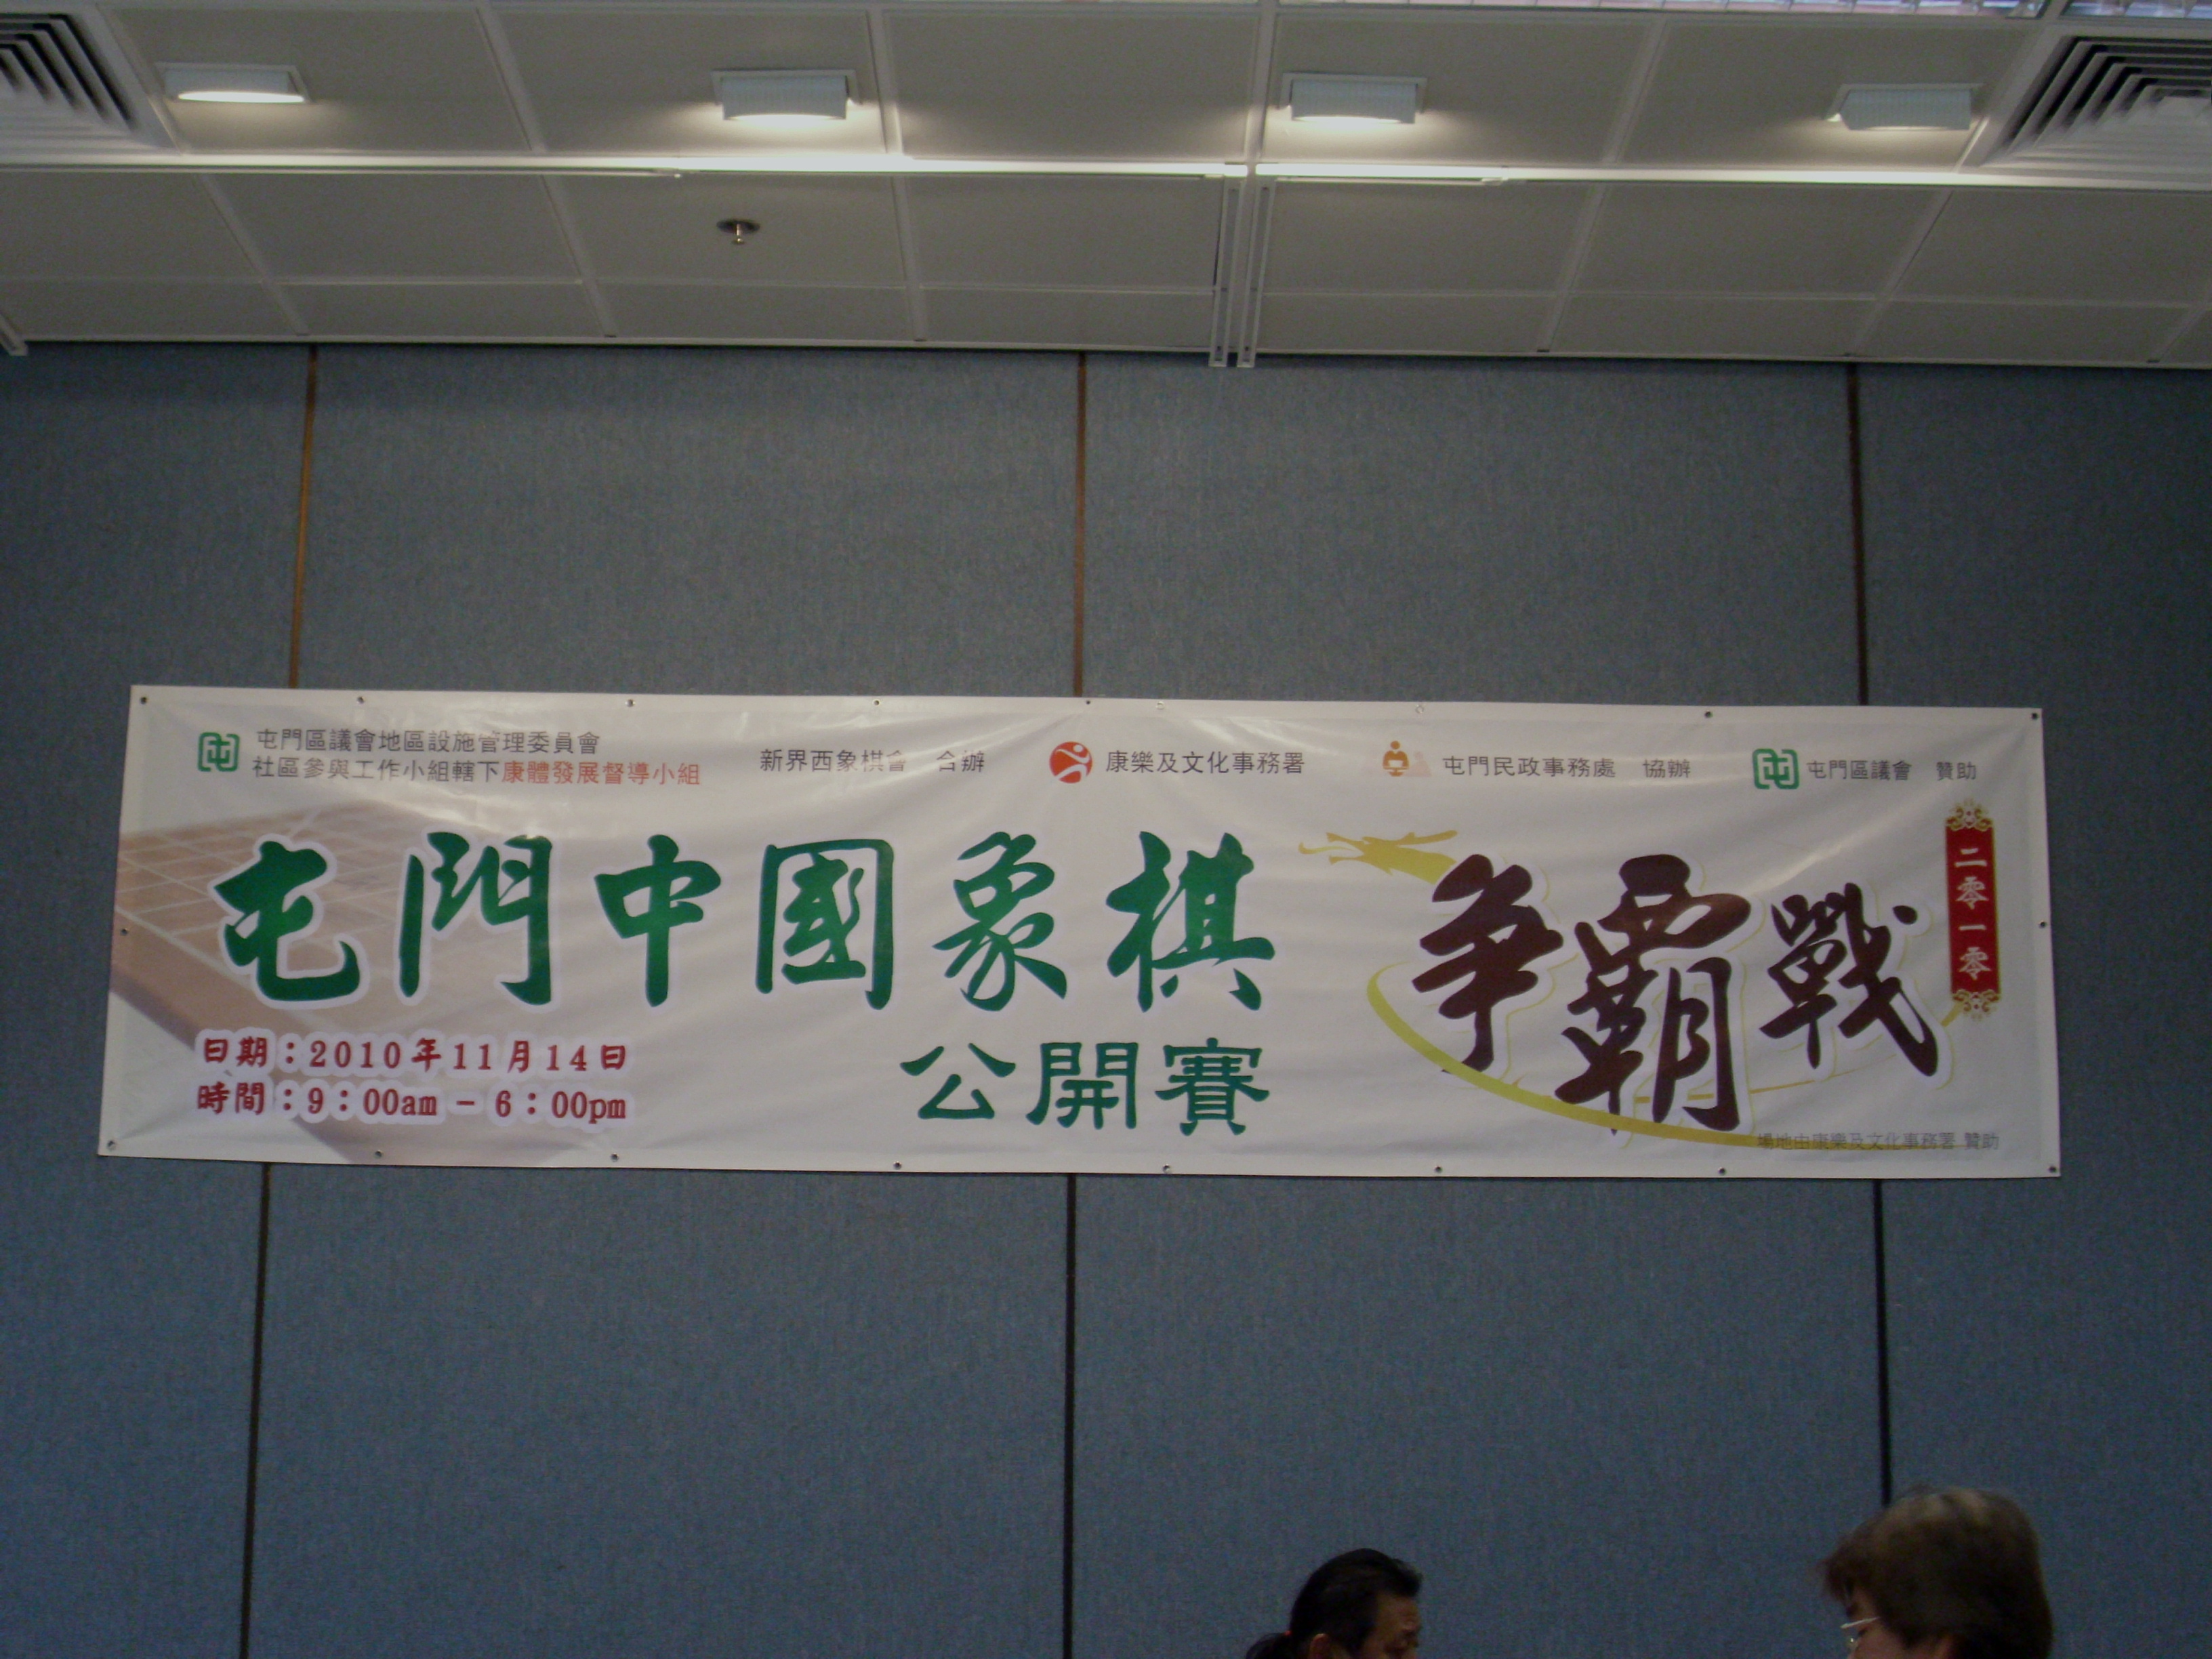 屯門區議會地區設施管理委員會
社區參與工作小組轄下康體發展督導小組
新界西象棋會 合辦
康樂及文化事務署
屯門民政事務處 協辦
屯門區議會 贊助
屯門中國象棋
公開賽
爭霸戰
二零一零
日期：2010年11月14日
時間：9：00am - 6：00pm
場地由康樂及文化事務署 贊助